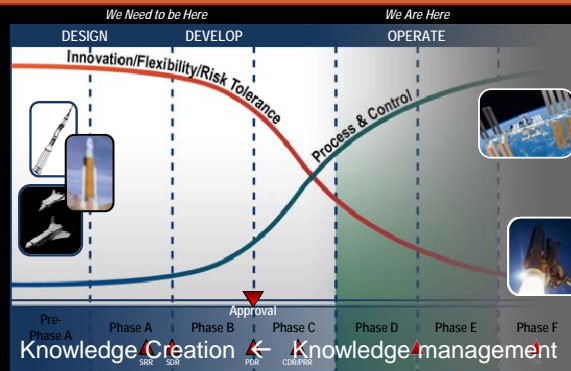 We Need to be Here
We Are Here
DESIGN
DEVELOP
OPERATE
Innovation/Flexibility/Risk Tolerance
Process & Control
Approval
Pre-
Phase A
Phase A
Phase B
Phase C
Phase D
Phase E
Phase F
Knowledge Creation ← Knowledge management
SRR
SDR
PDR
CDR/PRR